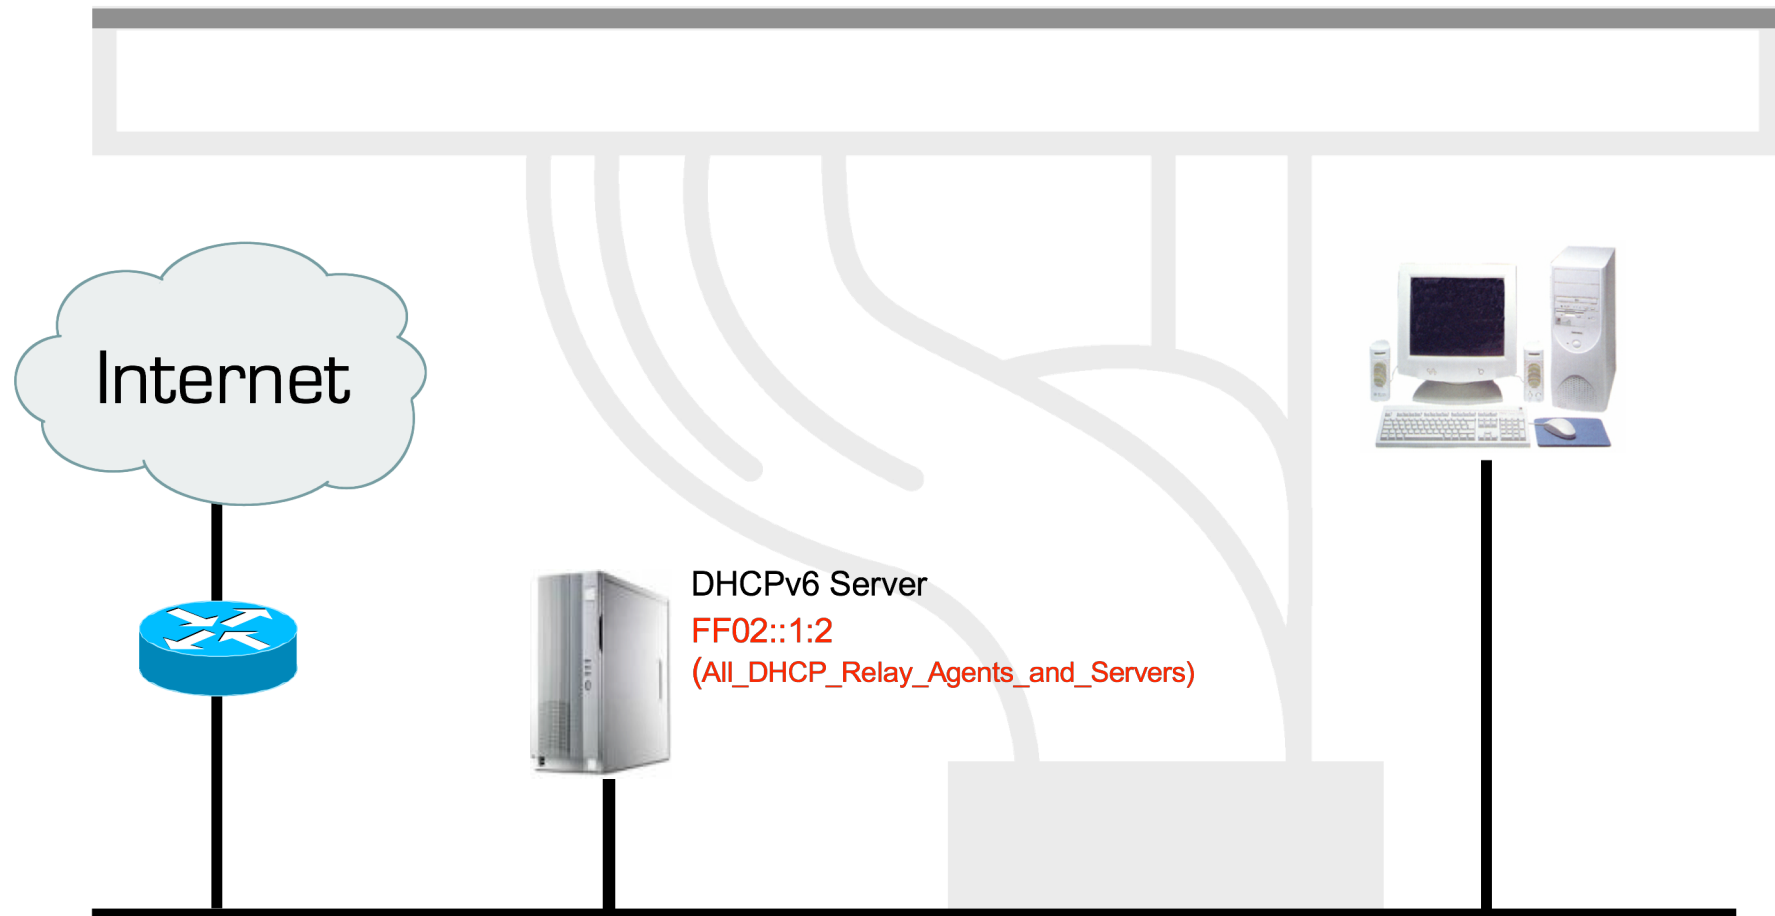 Internet
DHCPv6 Server
FF02::1:2
(All_DHCP_Relay_Agents_and_Servers)